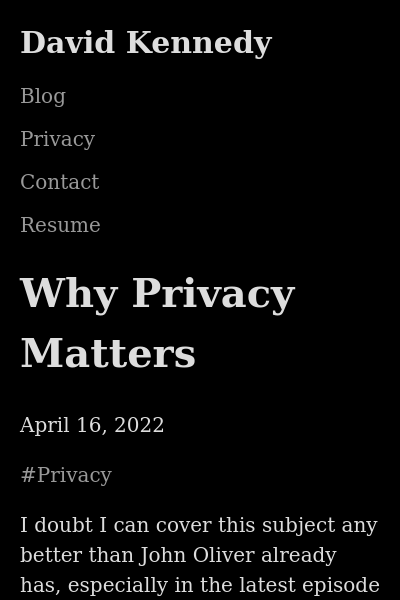 David Kennedy
Blog
Privacy
Contact
Resume
Why Privacy
Matters
April 16, 2022
#Privacy
I doubt I can cover this subject any
better than John Oliver already
has, especially in the latest episode